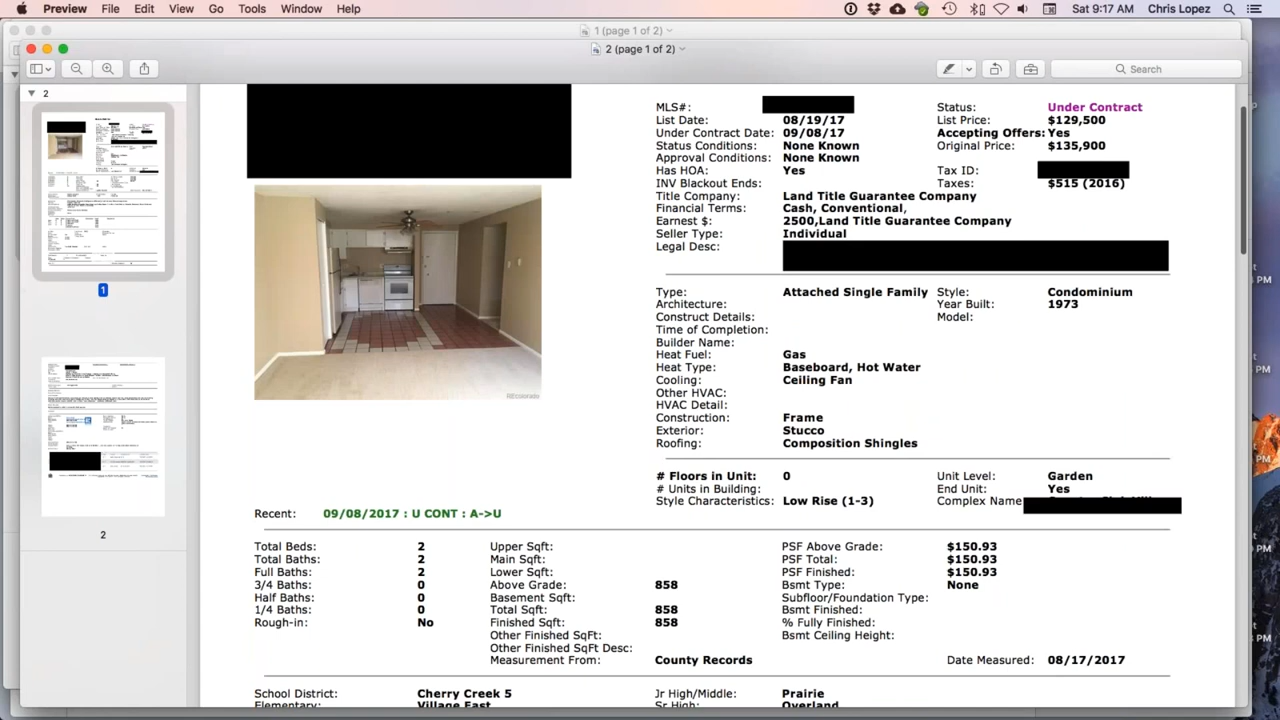 Preview File Edit View Go Tools Window Help Sat 9:17 AM Chris Lopez
1 (page 1 of 2)
2 (page 1 of 2)
Search
2
1
2
MLS#: Status: Under Contract
List Date: 08/19/17 List Price: $129,500
Under Contract Date: 09/08/17 Accepting Offers: Yes
Status Conditions: None Known Original Price: $135,900
Approval Conditions: None Known
Has HOA: Yes Tax ID:
INV Blackout Ends: Taxes: $515 (2016)
Title Company: Land Title Guarantee Company
Financial Terms: Cash, Conventional,
Earnest $: 2500,Land Title Guarantee Company
Seller Type: Individual
Legal Desc:
Type: Attached Single Family Style: Condominium
Architecture: Year Built: 1973
Construct Details: Model:
Time of Completion:
Builder Name:
Heat Fuel: Gas
Heat Type: Baseboard, Hot Water
Cooling: Ceiling Fan
Other HVAC:
HVAC Detail:
Construction: Frame
Exterior: Stucco
Roofing: Composition Shingles
# Floors in Unit: 0 Unit Level: Garden
# Units in Building: End Unit: Yes
Style Characteristics: Low Rise (1-3) Complex Name
Recent: 09/08/2017 : U CONT : A->U
Total Beds: 2 Upper Sqft: PSF Above Grade: $150.93
Total Baths: 2 Main Sqft: PSF Total: $150.93
Full Baths: 2 Lower Sqft: PSF Finished: $150.93
3/4 Baths: 0 Above Grade: 858 Bsmt Type: None
Half Baths: 0 Basement Sqft: Subfloor/Foundation Type:
1/4 Baths: 0 Total Sqft: 858 Bsmt Finished:
Rough-in: No Finished Sqft: 858 % Fully Finished:
Other Finished SqFt: Bsmt Ceiling Height:
Other Finished SqFt Desc:
Measurement From: County Records Date Measured: 08/17/2017
School District: Cherry Creek 5 Jr High/Middle: Prairie
Elementary: Village East Sr High: Overland